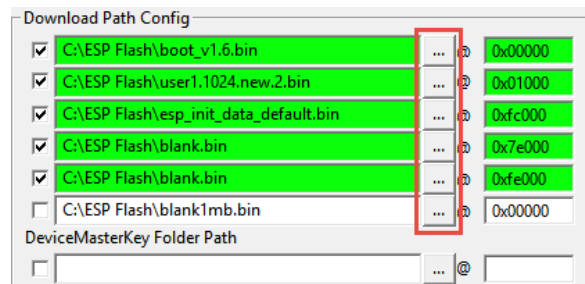 Download Path Config
C:\ESP Flash\boot_v1.6.bin ... @ 0x00000
C:\ESP Flash\user1.1024.new.2.bin ... @ 0x01000
C:\ESP Flash\esp_init_data_default.bin ... @ 0xfc000
C:\ESP Flash\blank.bin ... @ 0x7e000
C:\ESP Flash\blank.bin ... @ 0xfe000
C:\ESP Flash\blank1mb.bin ... @ 0x00000
DeviceMasterKey Folder Path
... @